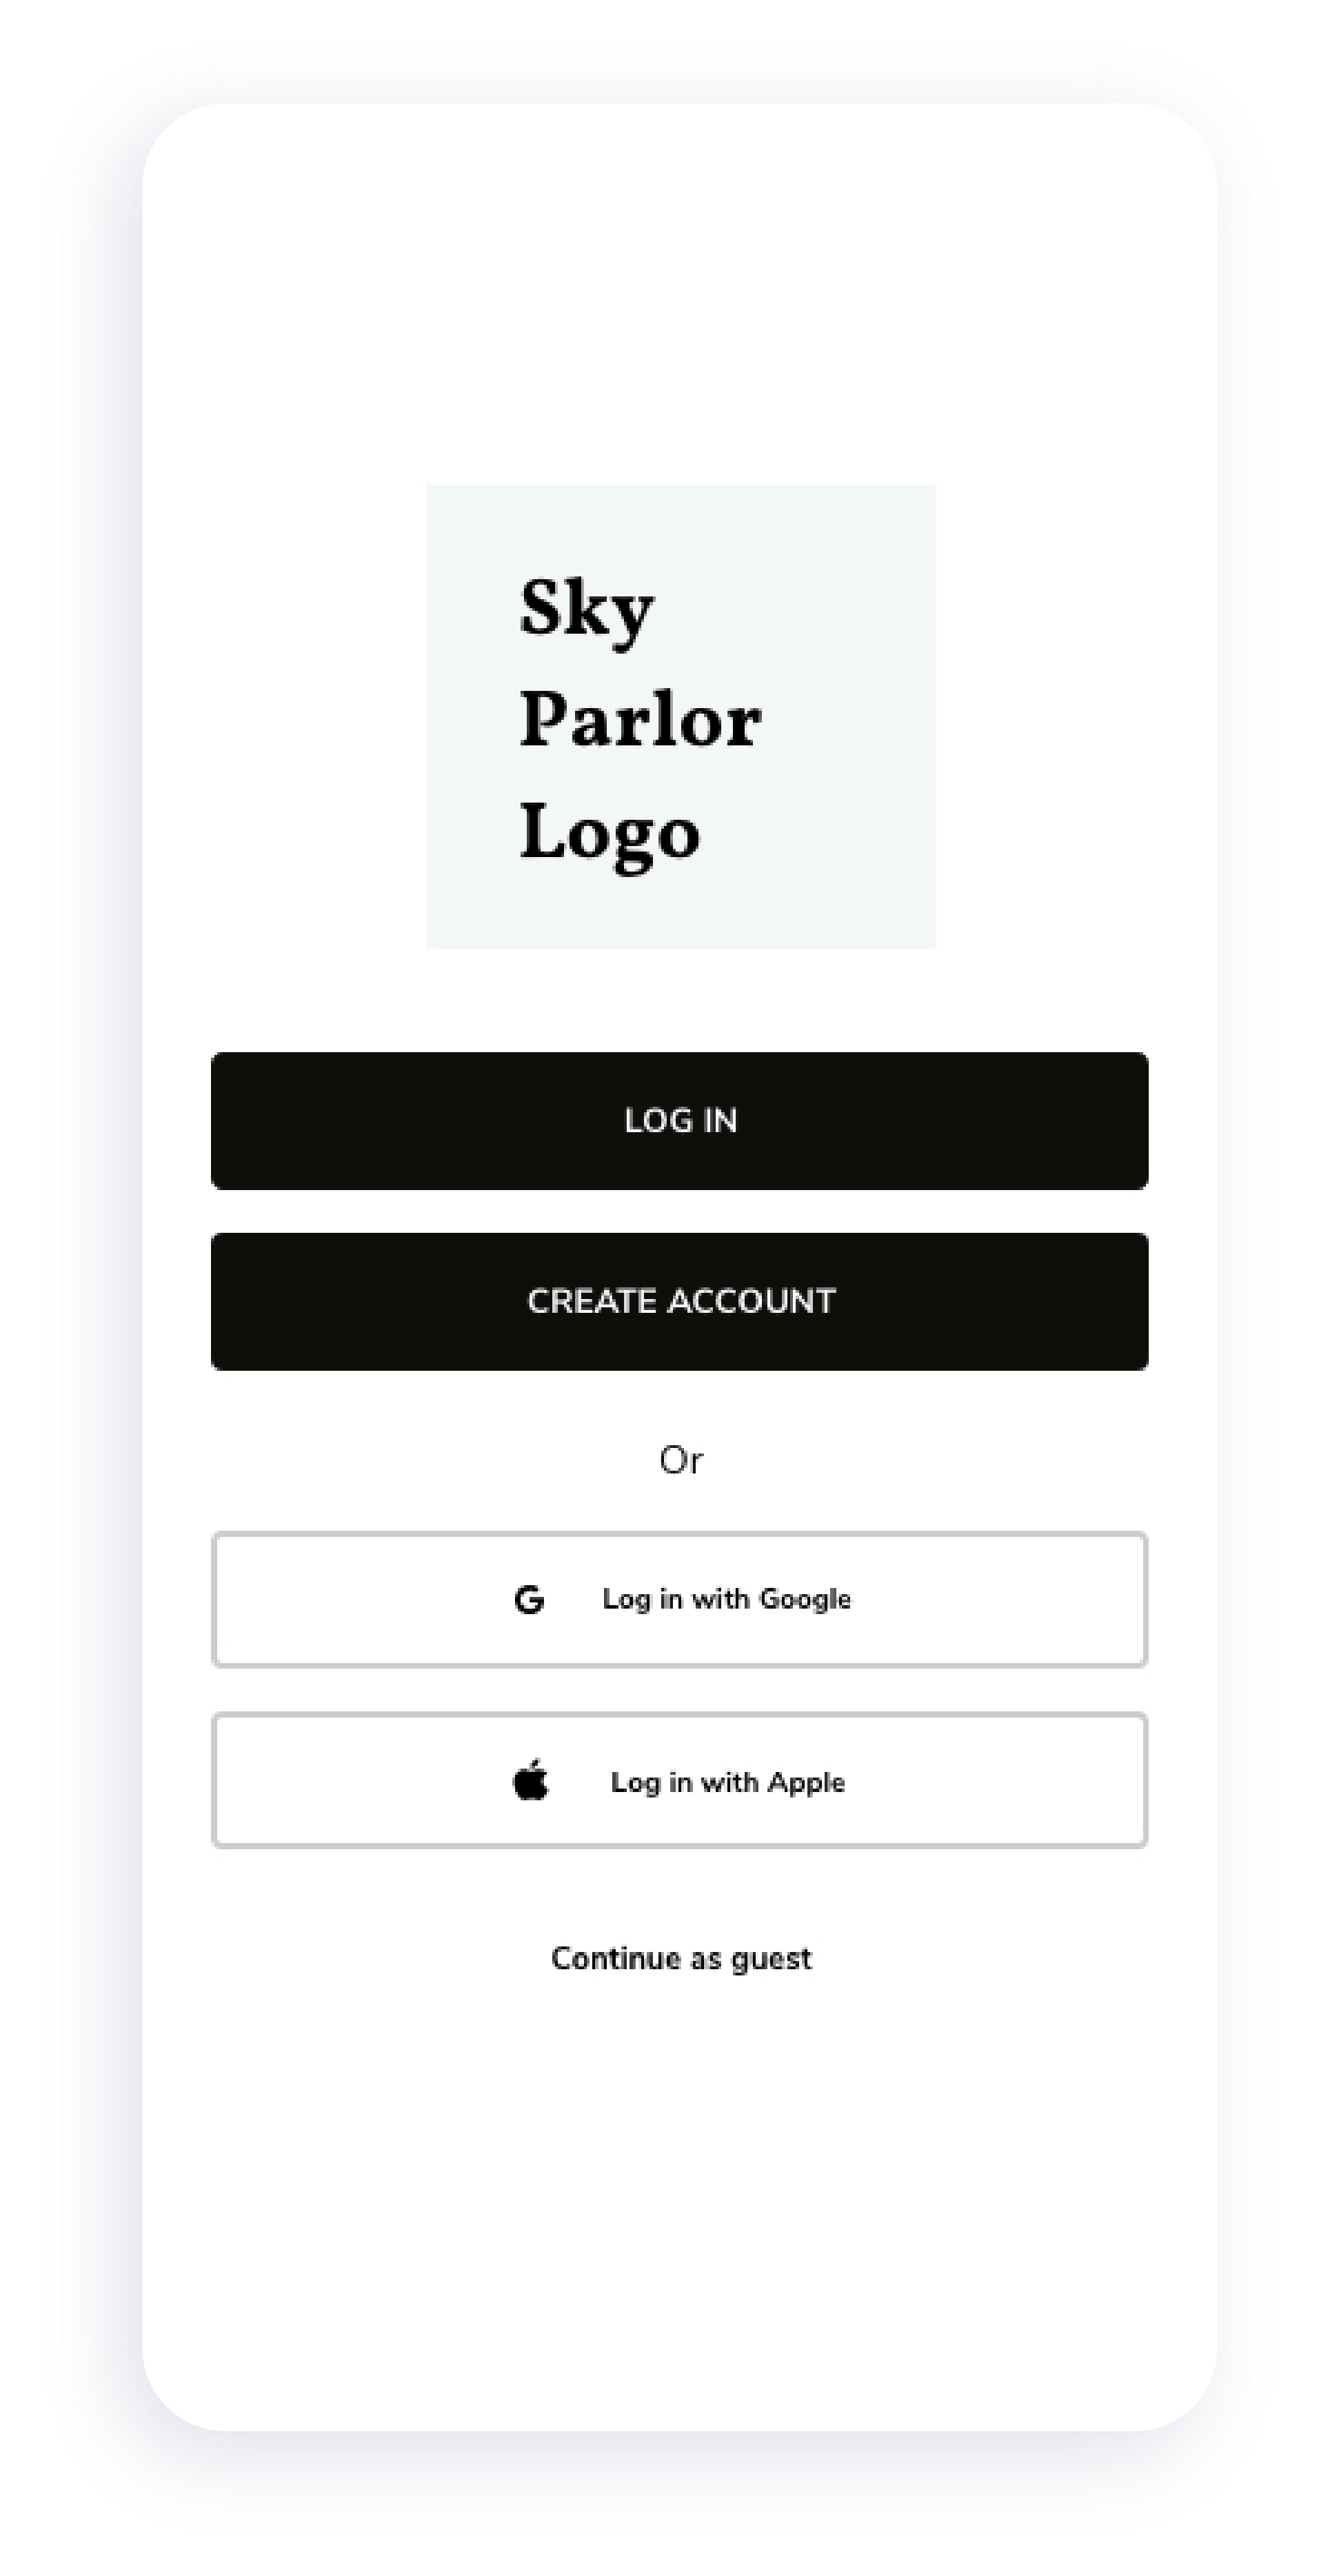 Sky
Parlor
Logo
LOG IN
CREATE ACCOUNT
Or
Log in with Google
Log in with Apple
Continue as guest